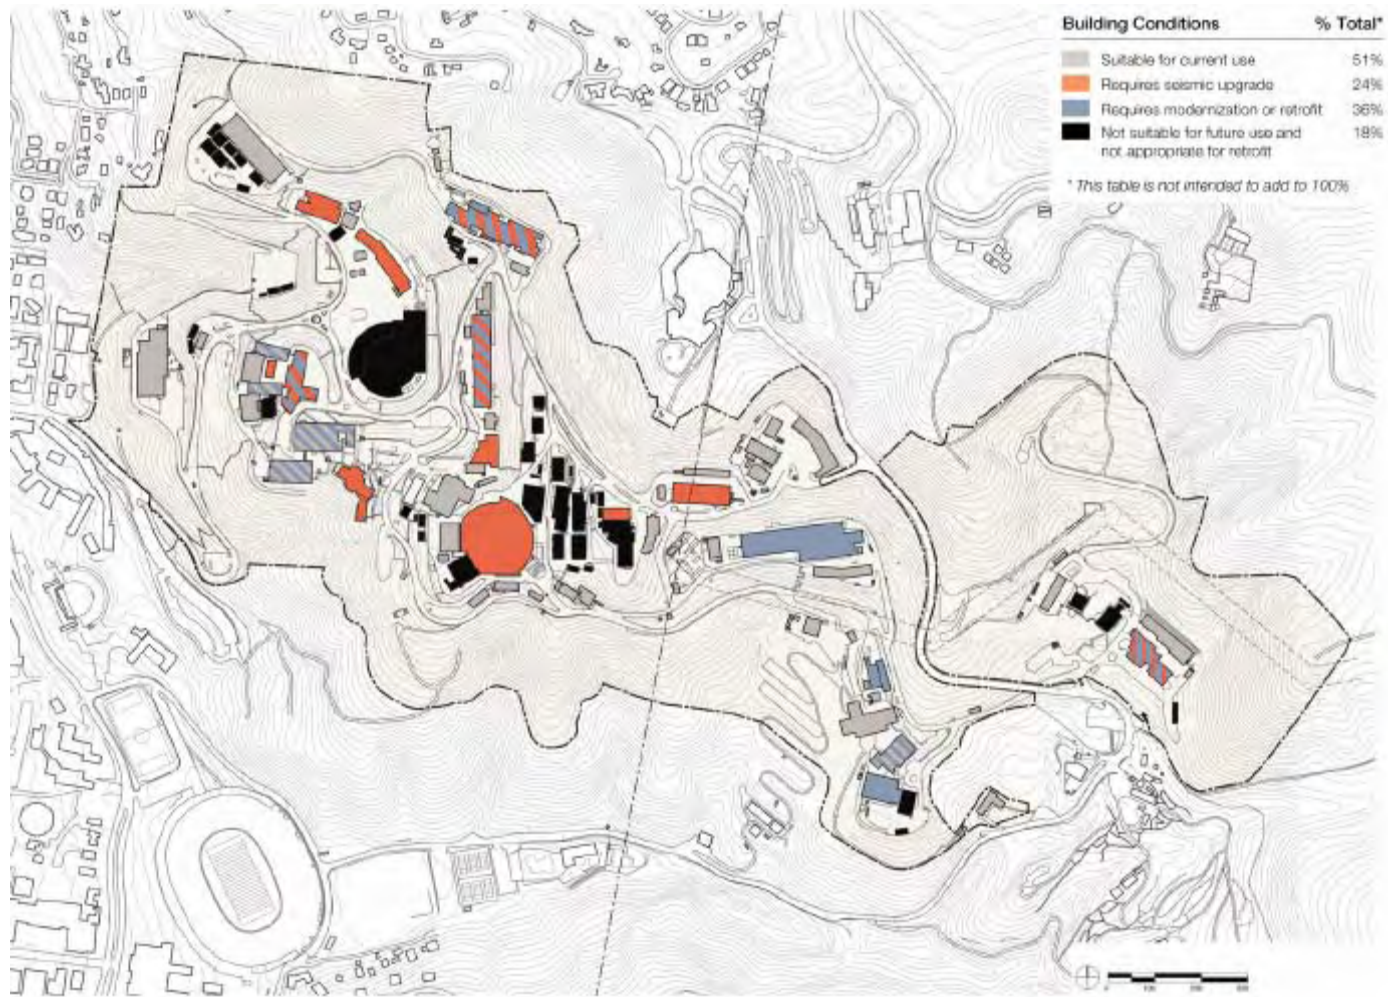 Building Conditions % Total*
Suitable for current use 51%
Requires seismic upgrade 24%
Requires modernization or retrofit 36%
Not suitable for future use and 18%
not appropriate for retrofit
* This table is not intended to add to 100%